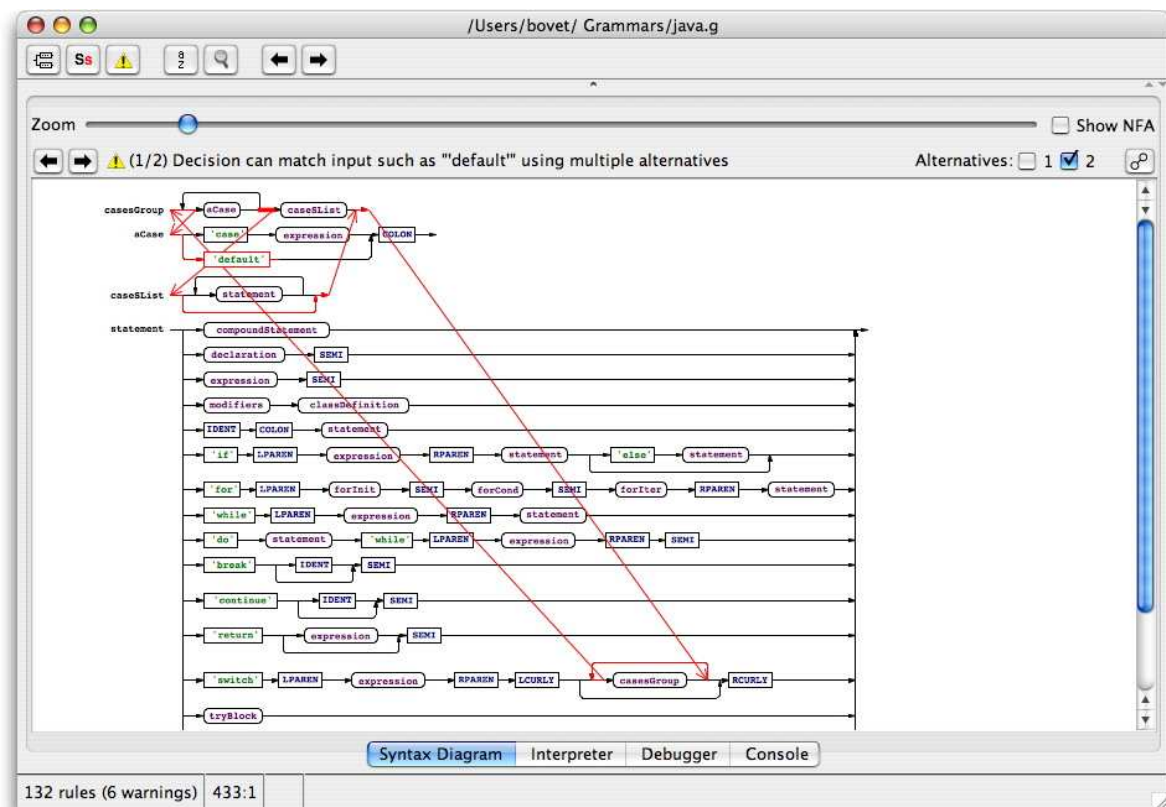 /Users/bovet/ Grammars/java.g
Ss a z
Zoom Show NFA
(1/2) Decision can match input such as "'default'" using multiple alternatives Alternatives: 1 2
casesGroup aCase caseSList
aCase 'case' expression COLON
'default'
caseSList statement
statement compoundStatement
declaration SEMI
expression SEMI
modifiers classDefinition
IDENT COLON statement
'if' LPAREN expression RPAREN statement 'else' statement
'for' LPAREN forInit SEMI forCond SEMI forIter RPAREN statement
'while' LPAREN expression RPAREN statement
'do' statement 'while' LPAREN expression RPAREN SEMI
'break' IDENT SEMI
'continue' IDENT SEMI
'return' expression SEMI
'switch' LPAREN expression RPAREN LCURLY casesGroup RCURLY
tryBlock
Syntax Diagram Interpreter Debugger Console
132 rules (6 warnings) 433:1